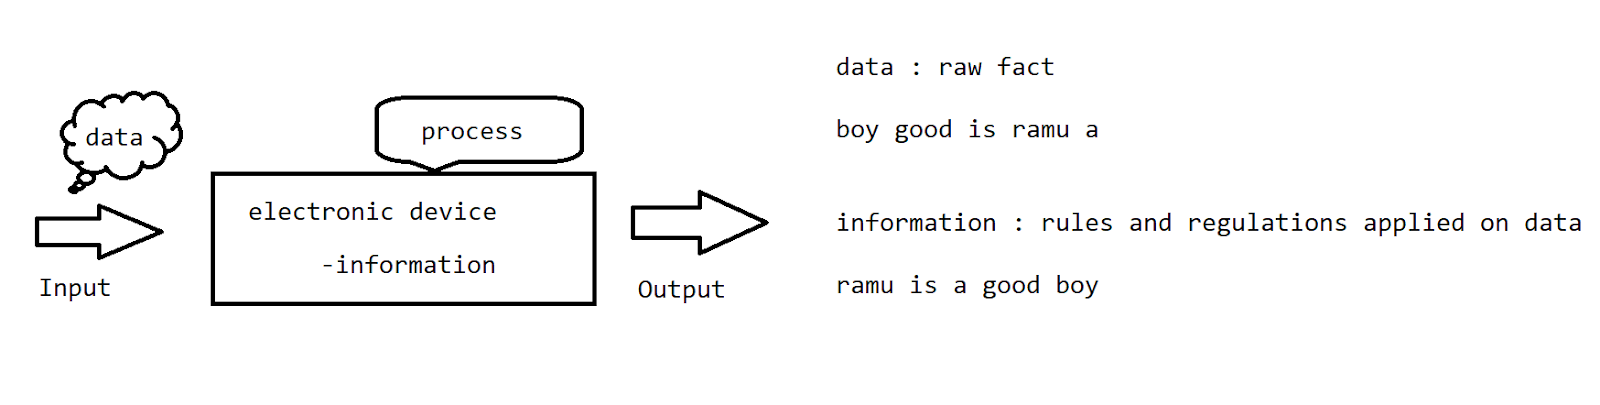 data
Input
process
electronic device
-information
Output
data : raw fact
boy good is ramu a
information : rules and regulations applied on data
ramu is a good boy